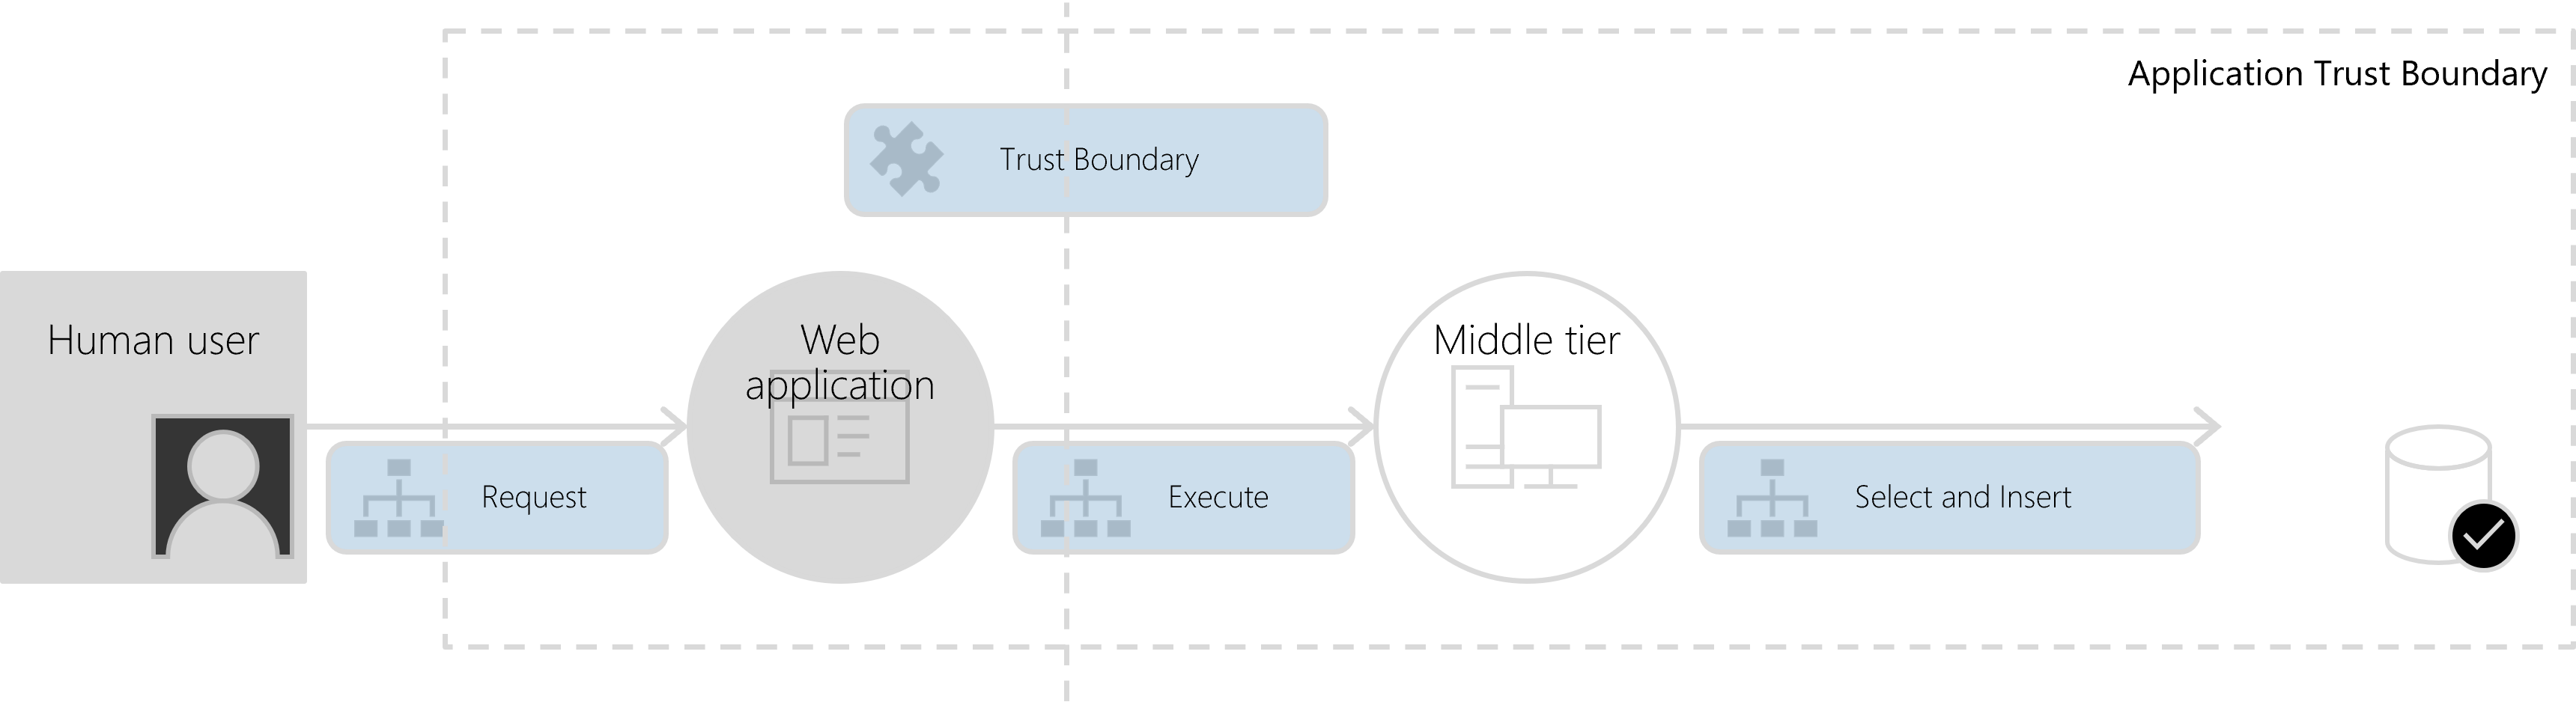 Application Trust Boundary
Trust Boundary
Human user
Web
application
Middle tier
Request
Execute
Select and Insert